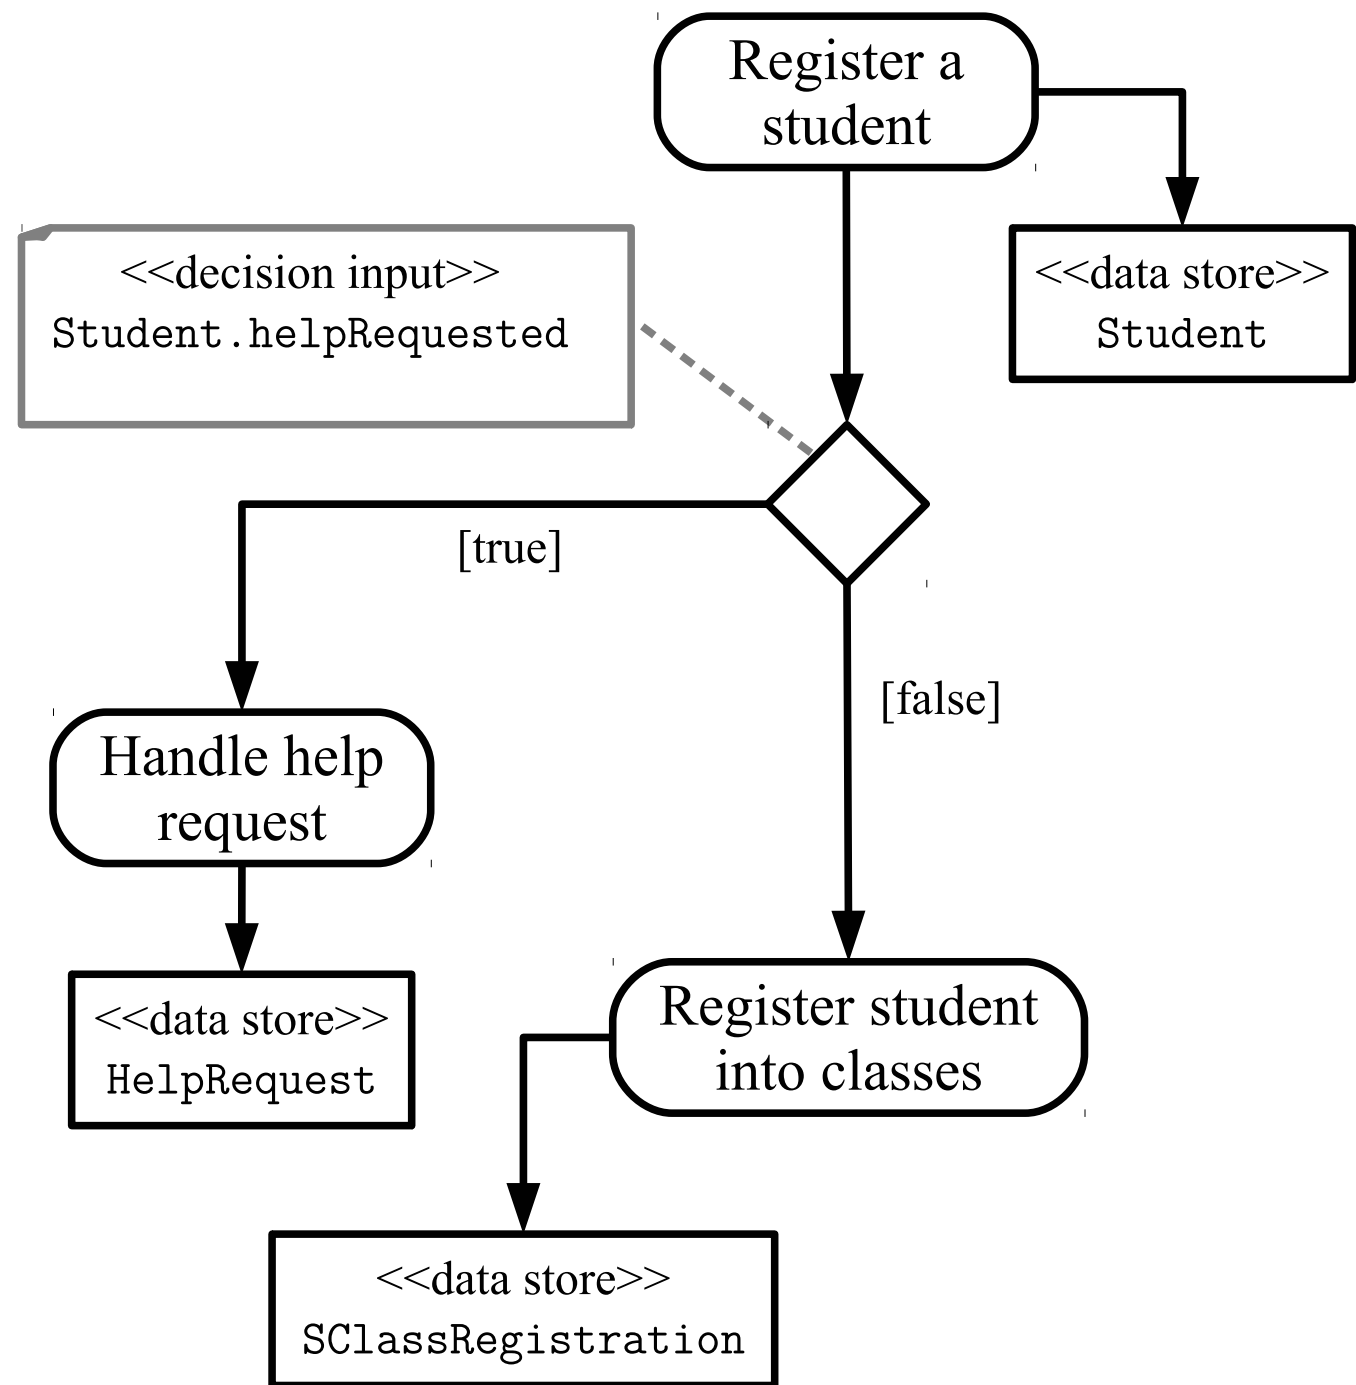 Register a
student
<<decision input>>
Student.helpRequested
<<data store>>
Student
[true]
[false]
Handle help
request
<<data store>>
HelpRequest
Register student
into classes
<<data store>>
SClassRegistration